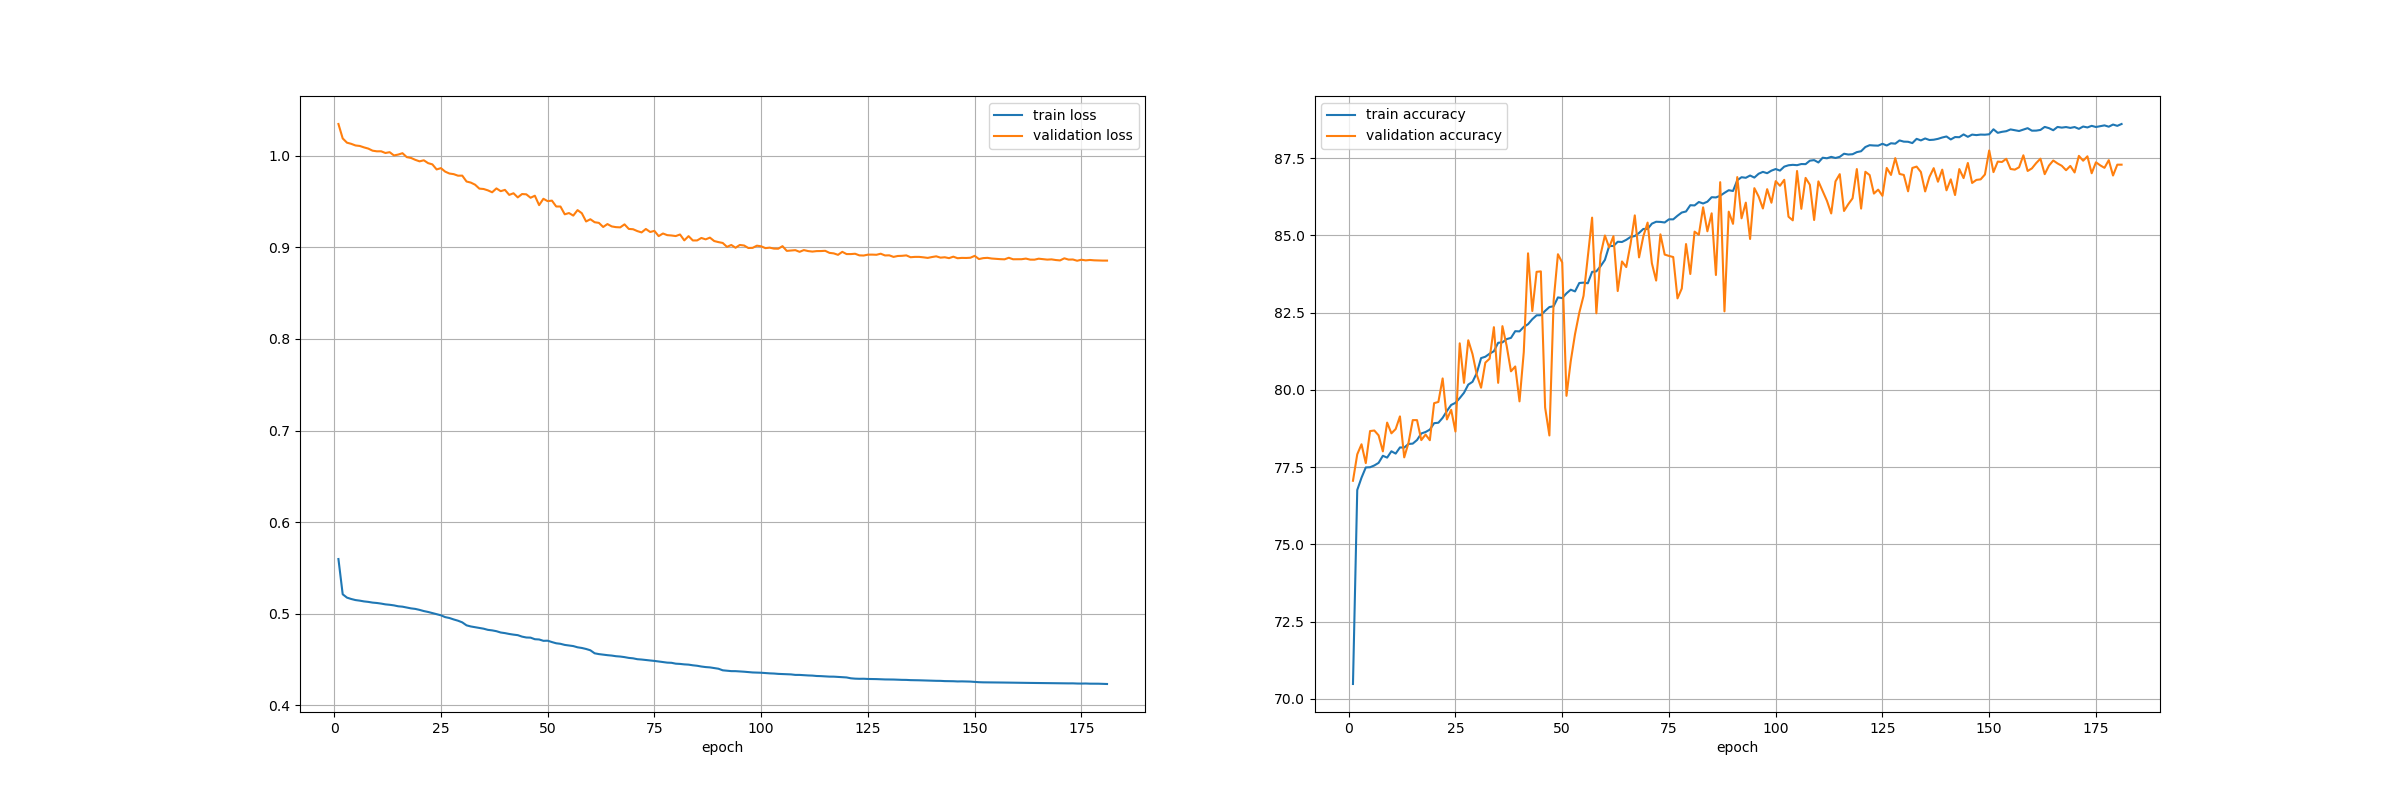 train loss
validation loss
1.0
0.9
0.8
0.7
0.6
0.5
0.4
0 25 50 75 100 125 150 175
epoch
train accuracy
validation accuracy
87.5
85.0
82.5
80.0
77.5
75.0
72.5
70.0
0 25 50 75 100 125 150 175
epoch